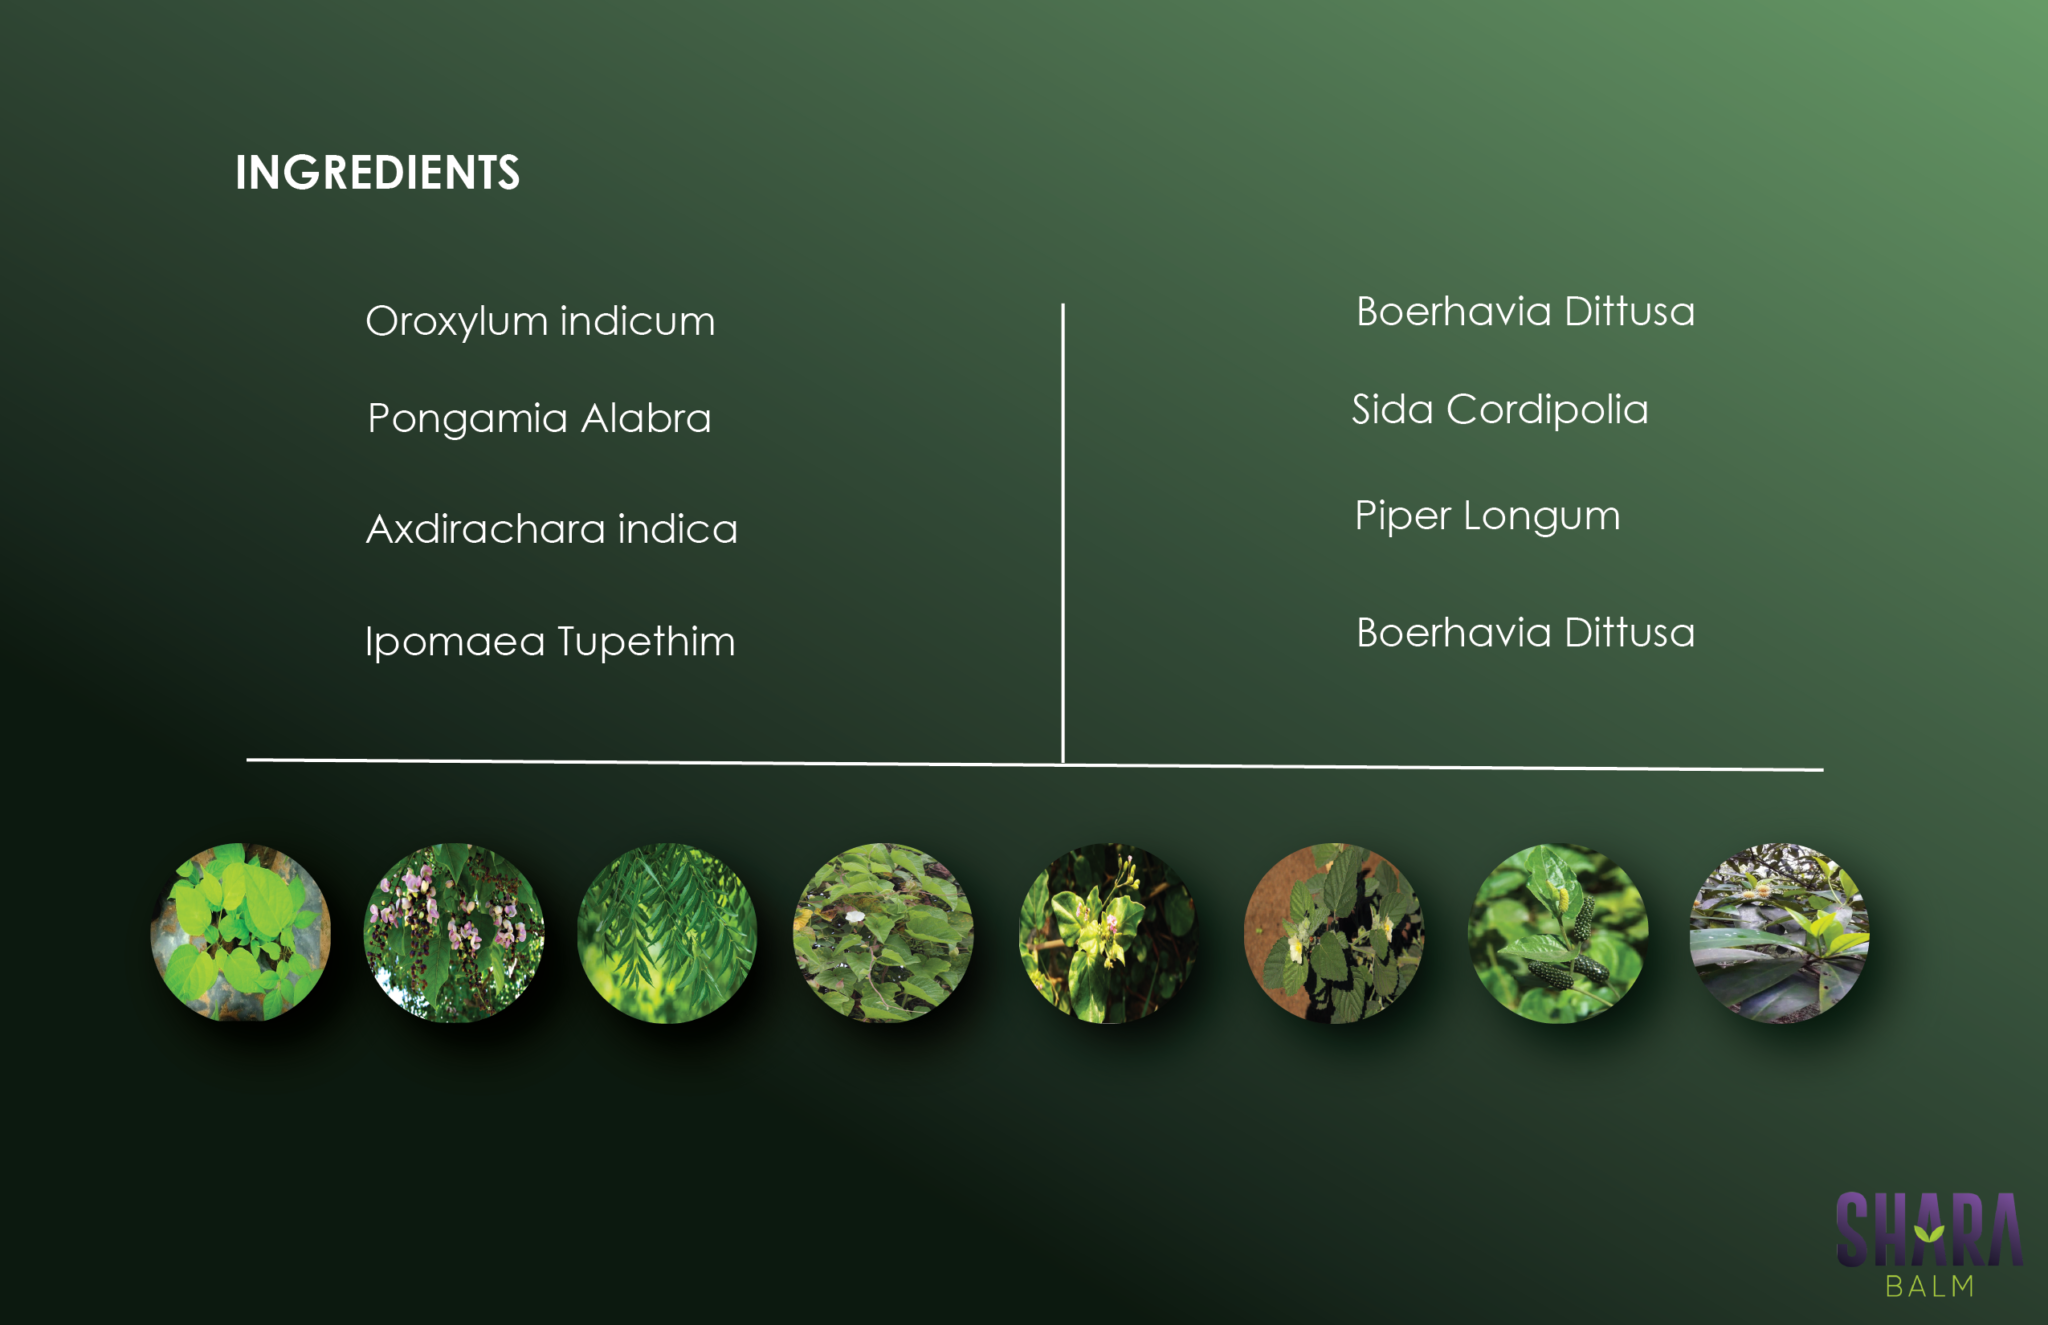 INGREDIENTS
Oroxylum indicum
Pongamia Alabra
Axdirachara indica
Ipomaea Tupethim
Boerhavia Dittusa
Sida Cordipolia
Piper Longum
Boerhavia Dittusa
SHARA
BALM